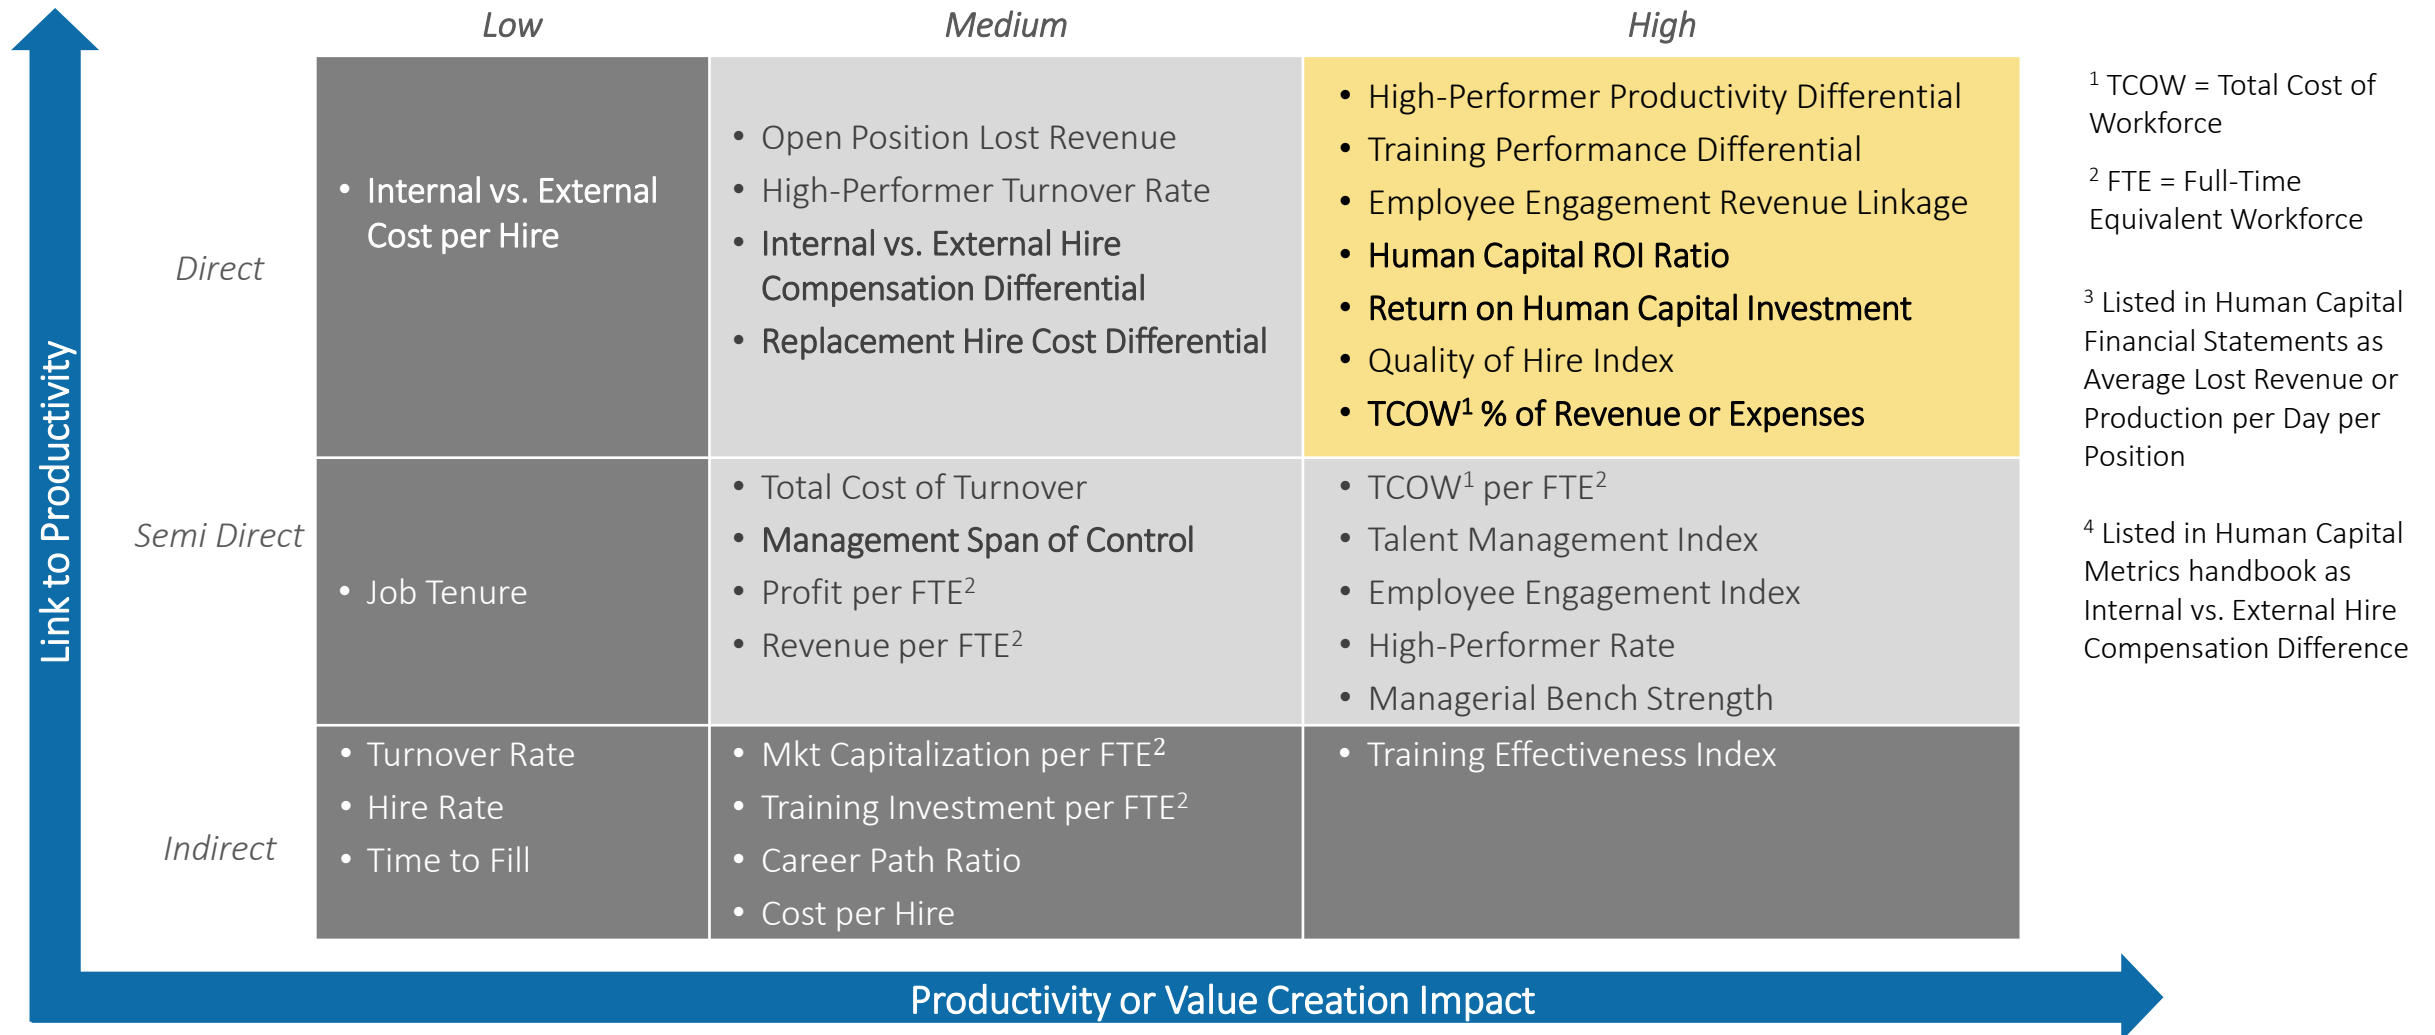 Low
Medium
High
Link to Productivity
Direct
• Internal vs. External
Cost per Hire
• Open Position Lost Revenue
• High-Performer Turnover Rate
• Internal vs. External Hire
Compensation Differential
• Replacement Hire Cost Differential
• High-Performer Productivity Differential
• Training Performance Differential
• Employee Engagement Revenue Linkage
• Human Capital ROI Ratio
• Return on Human Capital Investment
• Quality of Hire Index
• TCOW¹ % of Revenue or Expenses
Semi Direct
• Job Tenure
• Total Cost of Turnover
• Management Span of Control
• Profit per FTE²
• Revenue per FTE²
• TCOW¹ per FTE²
• Talent Management Index
• Employee Engagement Index
• High-Performer Rate
• Managerial Bench Strength
Indirect
• Turnover Rate
• Hire Rate
• Time to Fill
• Mkt Capitalization per FTE²
• Training Investment per FTE²
• Career Path Ratio
• Cost per Hire
• Training Effectiveness Index
Productivity or Value Creation Impact
¹ TCOW = Total Cost of
Workforce
² FTE = Full-Time
Equivalent Workforce
³ Listed in Human Capital
Financial Statements as
Average Lost Revenue or
Production per Day per
Position
⁴ Listed in Human Capital
Metrics handbook as
Internal vs. External Hire
Compensation Difference